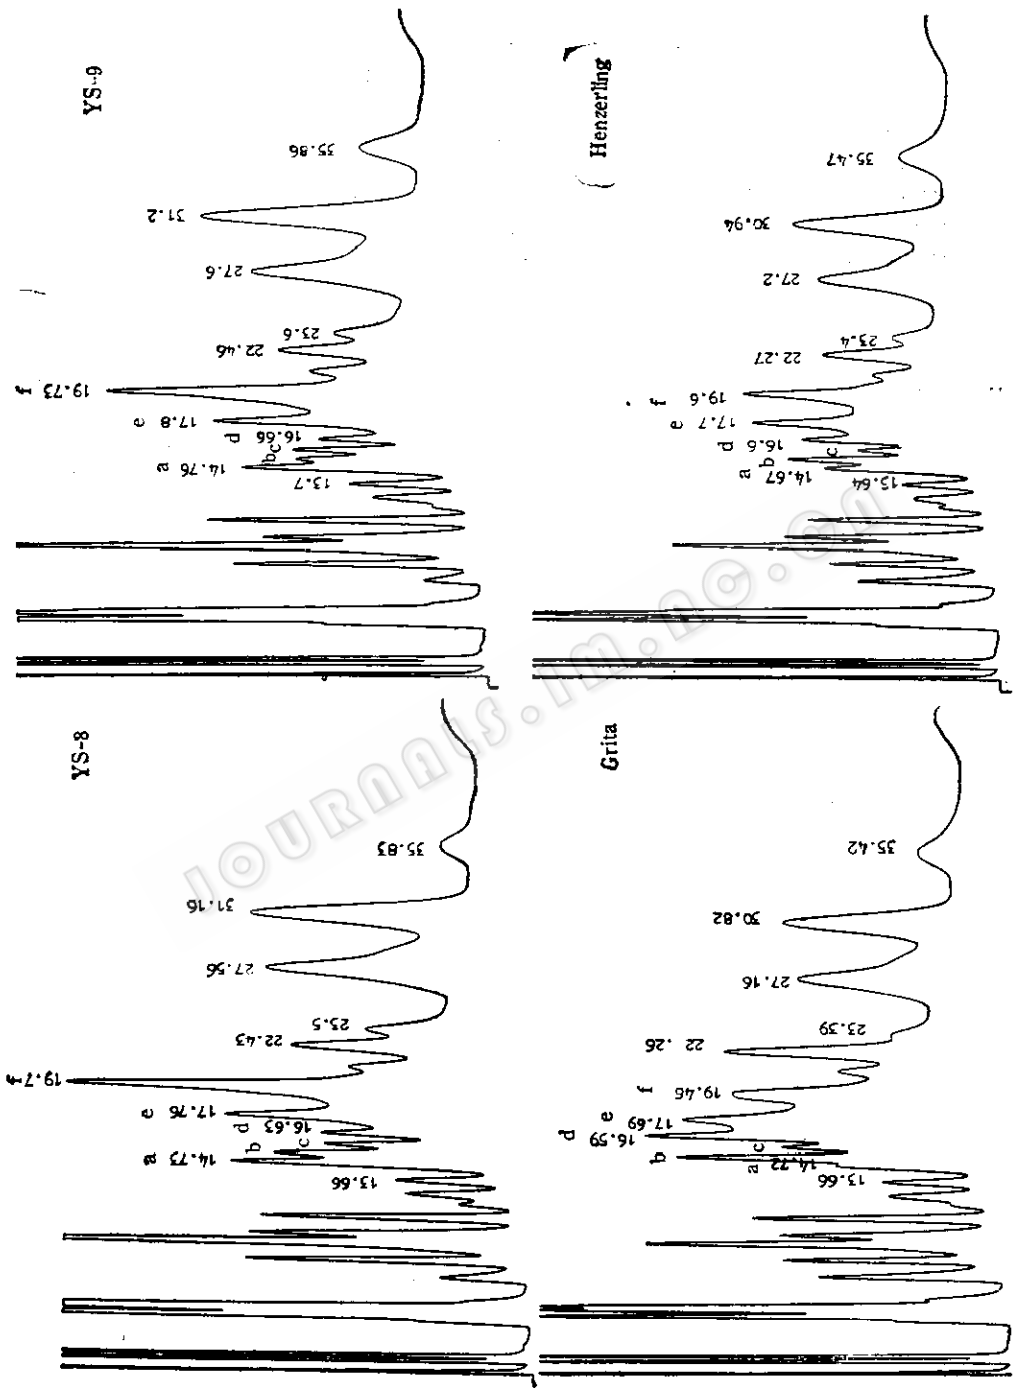 YS-9
35.86
31.2
27.6
23.6
22.46
f 19.73
e 17.8
d 16.66
c
b
a 14.76
13.7
Henzerling
35.47
30.94
27.2
23.4
22.27
f 19.6
e 17.7
d 16.6
c
b
a 14.67
13.64
YS-8
35.83
31.16
27.56
23.5
22.43
f 19.7
e 17.76
d 16.63
c
b
a 14.73
13.66
Grita
35.42
30.82
27.16
23.39
22.26
f 19.46
e 17.69
d 16.59
c
b
a 14.72
13.66
JOURNALS.IM.AC.CN